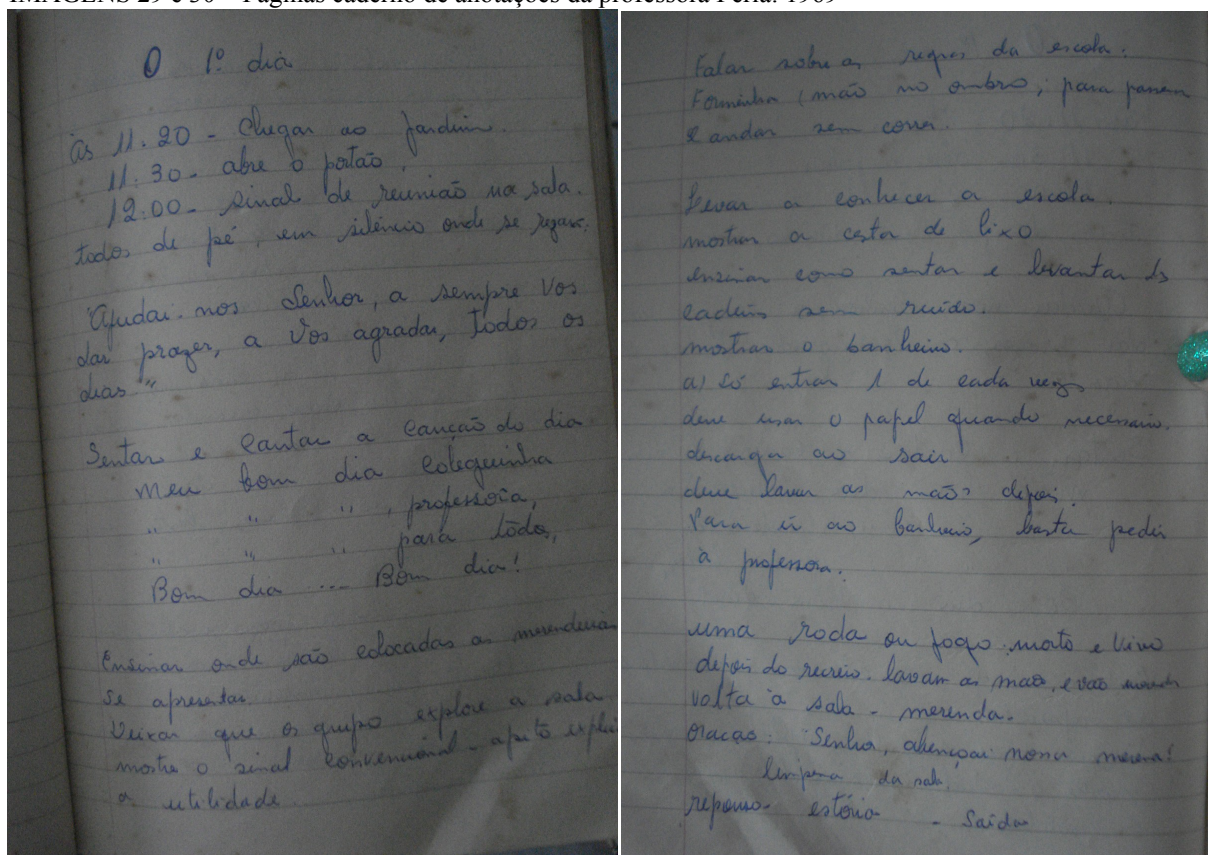 IMAGENS 29 e 30 – Páginas caderno de anotações da professora Peria. 1969
O 1º dia
Às 11:20 - Chegar ao Jardim.
11:30 - abre o portão.
12:00 - sinal de reunião na sala.
todos de pé, em silêncio onde se
"Ajudai-nos Senhor, a sempre Vos
dar prazer, a Vos agradar, todos os
dias"
Sentar e Cantar a Canção do dia
Meu bom dia Coleguinha
" " " , professora,
" " " para todos,
Bom dia ... Bom dia!
Ensinar onde são colocadas as merendeiras
se apresentar.
Deixar que os grupo explore a sala
mostre o sinal Convencional - apito
a utilidade.
Falar sobre as regras da escola.
Forminha (mão no ombro, para
e andar sem correr.
Levar a conhecer a escola.
mostrar a cesta de lixo
ensinar como sentar e levantar
cadeiras sem ruído.
mostrar o banheiro.
a) só entrar 1 de cada vez
deve usar o papel quando necessário.
descarga ao sair
deve lavar as mãos depois.
Para ir ao banheiro, basta pedir
à professora.
uma roda ou jogo: morto e Vivo
depois do recreio. lavam as mãos, e vão
volta à sala - merenda.
oração: Senhor, abençoai nossa
limpeza da sala.
repouso - estória - Saída